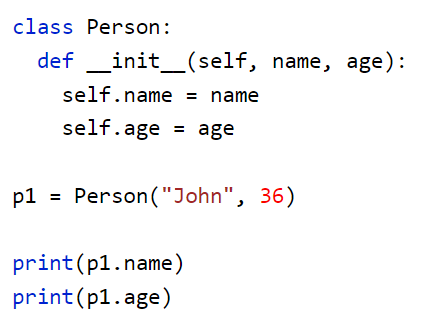 class Person:
  def __init__(self, name, age):
    self.name = name
    self.age = age

p1 = Person("John", 36)

print(p1.name)
print(p1.age)